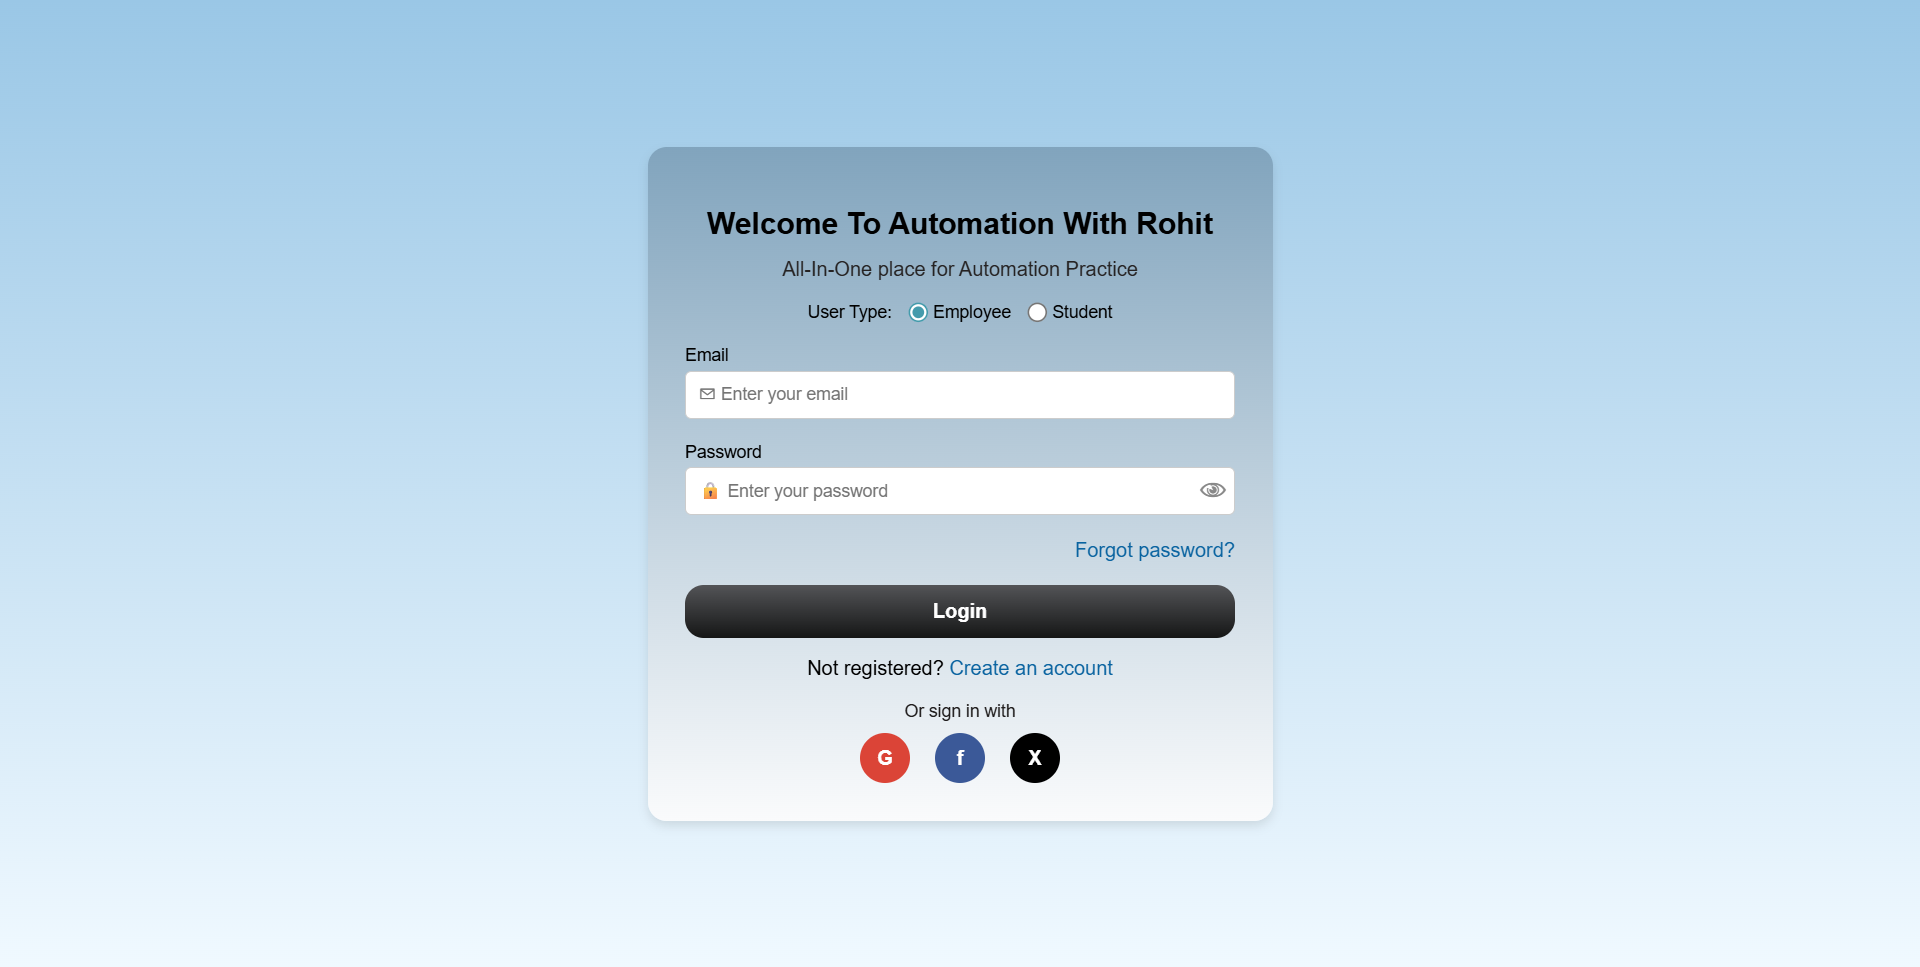 Welcome To Automation With Rohit
All-In-One place for Automation Practice
User Type: Employee Student
Email
Enter your email
Password
Enter your password
Forgot password?
Login
Not registered? Create an account
Or sign in with
G f X